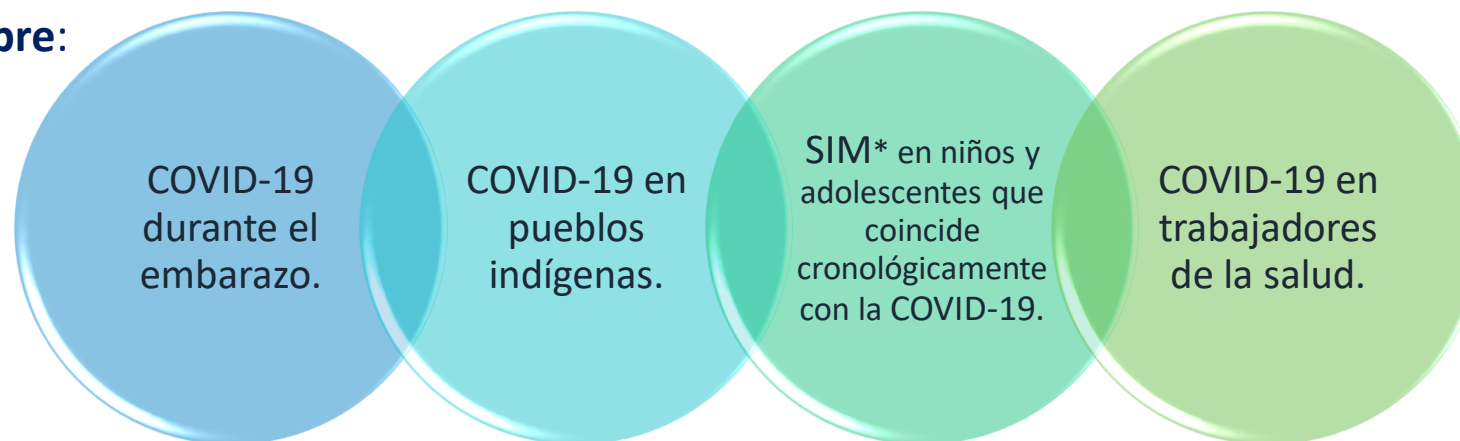 bre:
COVID-19
durante el
embarazo.
COVID-19 en
pueblos
indígenas.
SIM* en niños y
adolescentes que
coincide
cronológicamente
con la COVID-19.
COVID-19 en
trabajadores
de la salud.